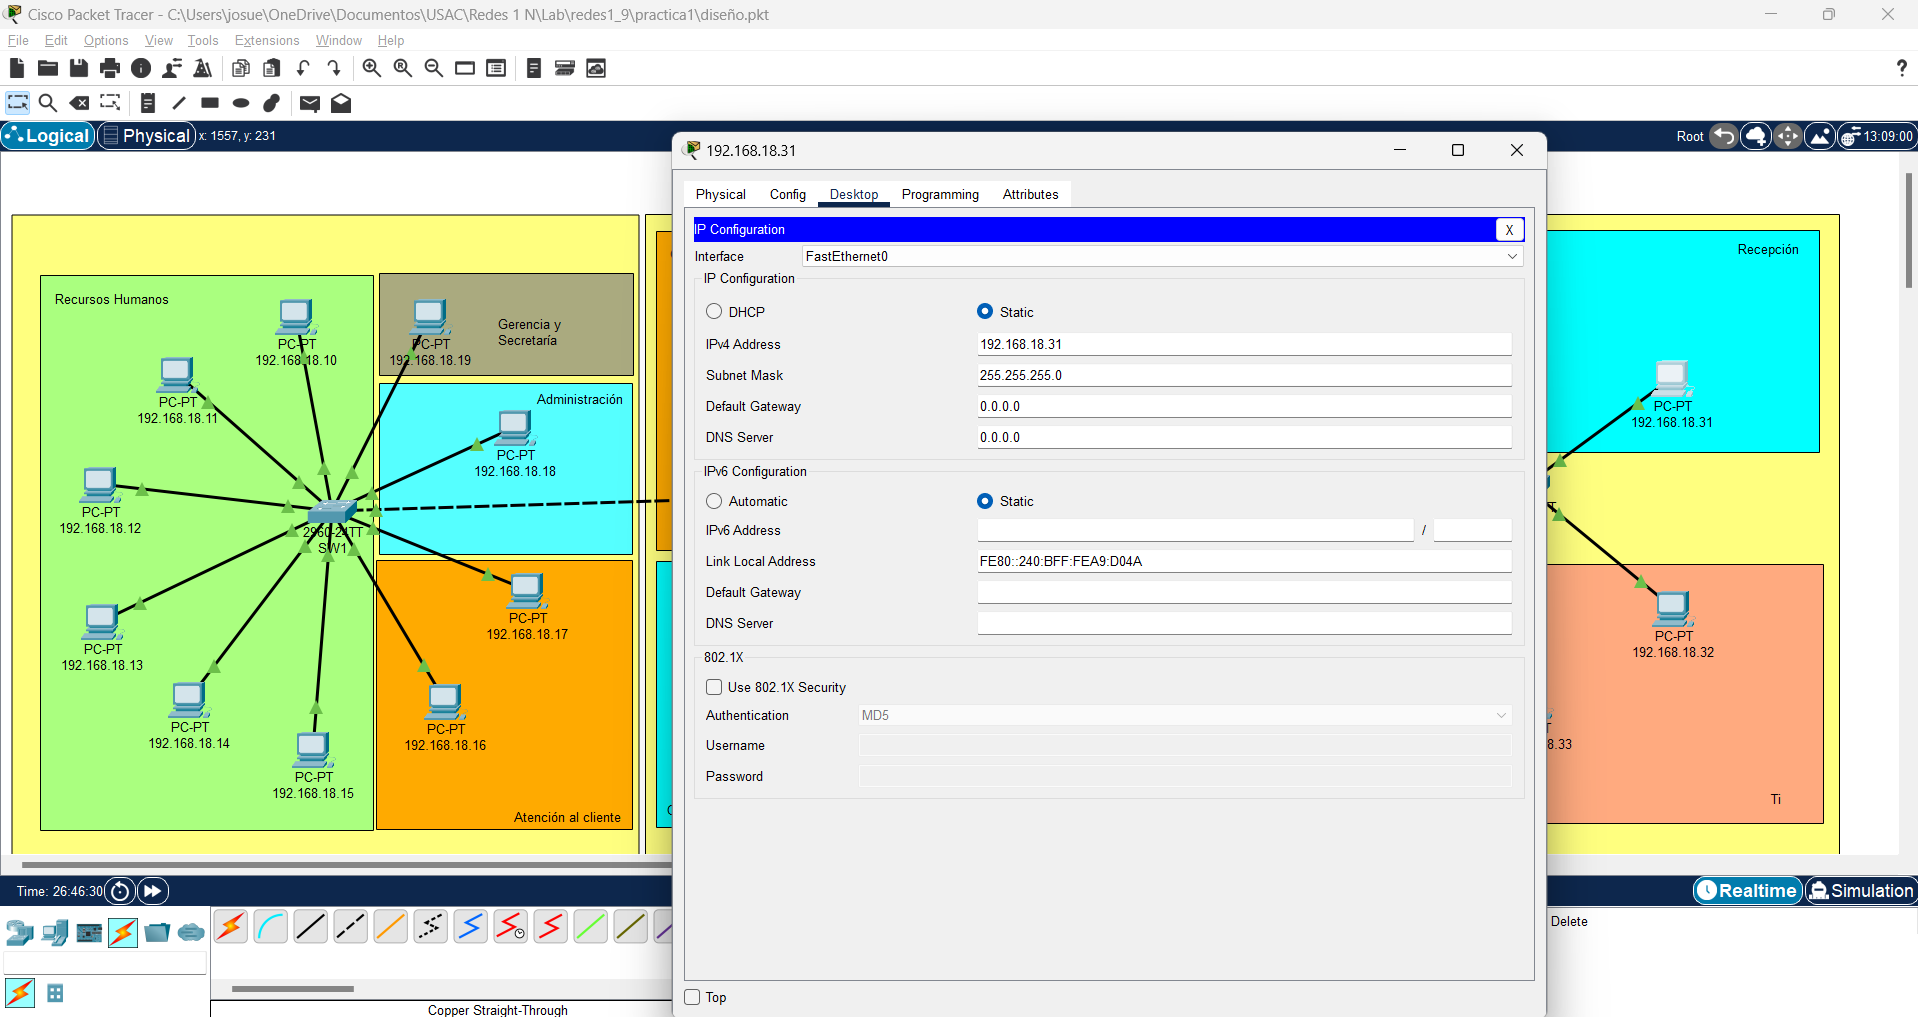 Cisco Packet Tracer - C:\Users\josue\OneDrive\Documentos\USAC\Redes 1 N\Lab\redes1_9\practica1\diseño.pkt
File Edit Options View Tools Extensions Window Help
?
Logical Physical x: 1557, y: 231
Root 13:09:00
Recursos Humanos
PC-PT
192.168.18.10
PC-PT
192.168.18.11
PC-PT
192.168.18.12
PC-PT
192.168.18.13
PC-PT
192.168.18.14
PC-PT
192.168.18.15
2960-24TT
SW1
Gerencia y
Secretaría
PC-PT
192.168.18.19
Administración
PC-PT
192.168.18.18
PC-PT
192.168.18.17
PC-PT
192.168.18.16
Atención al cliente
192.168.18.31
Physical Config Desktop Programming Attributes
IP Configuration X
Interface FastEthernet0
IP Configuration
DHCP Static
IPv4 Address 192.168.18.31
Subnet Mask 255.255.255.0
Default Gateway 0.0.0.0
DNS Server 0.0.0.0
IPv6 Configuration
Automatic Static
IPv6 Address /
Link Local Address FE80::240:BFF:FEA9:D04A
Default Gateway
DNS Server
802.1X
Use 802.1X Security
Authentication MD5
Username
Password
Top
Recepción
PC-PT
192.168.18.31
PC-PT
192.168.18.32
8.33
Ti
Time: 26:46:30
Realtime Simulation
Delete
Copper Straight-Through